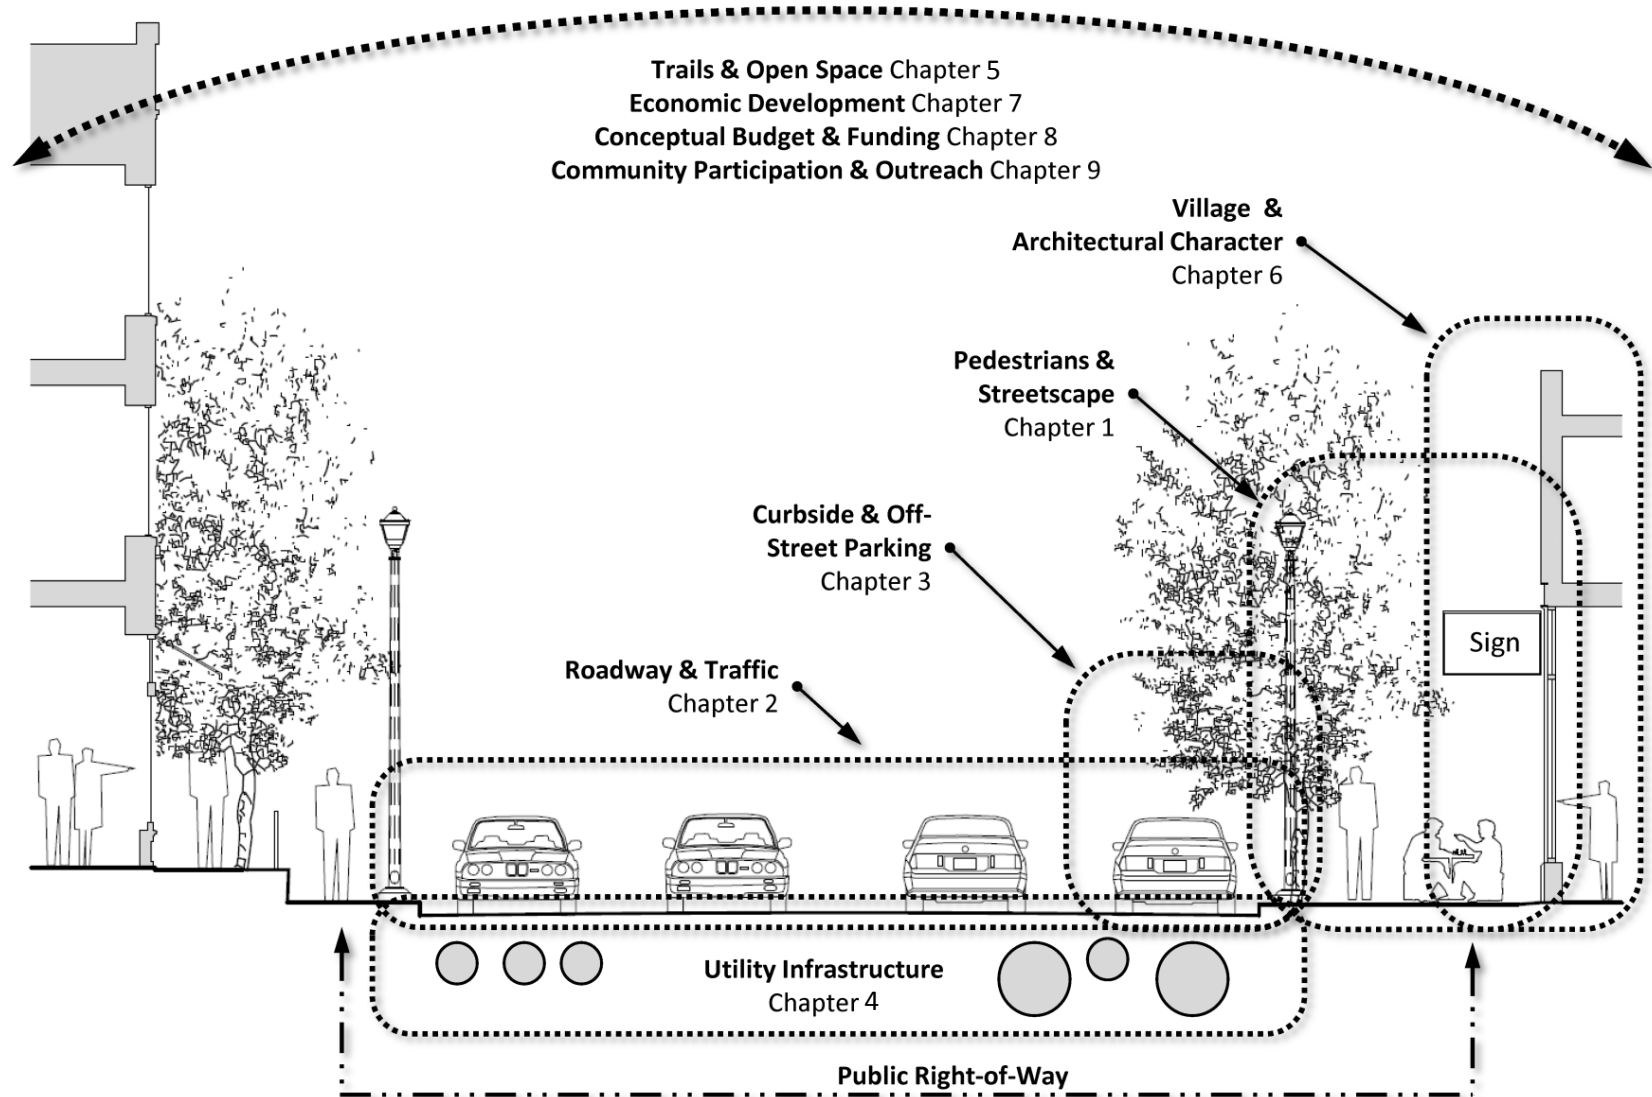 Trails & Open Space Chapter 5
Economic Development Chapter 7
Conceptual Budget & Funding Chapter 8
Community Participation & Outreach Chapter 9
Village &
Architectural Character
Chapter 6
Pedestrians &
Streetscape
Chapter 1
Curbside & Off-
Street Parking
Chapter 3
Sign
Roadway & Traffic
Chapter 2
Utility Infrastructure
Chapter 4
Public Right-of-Way